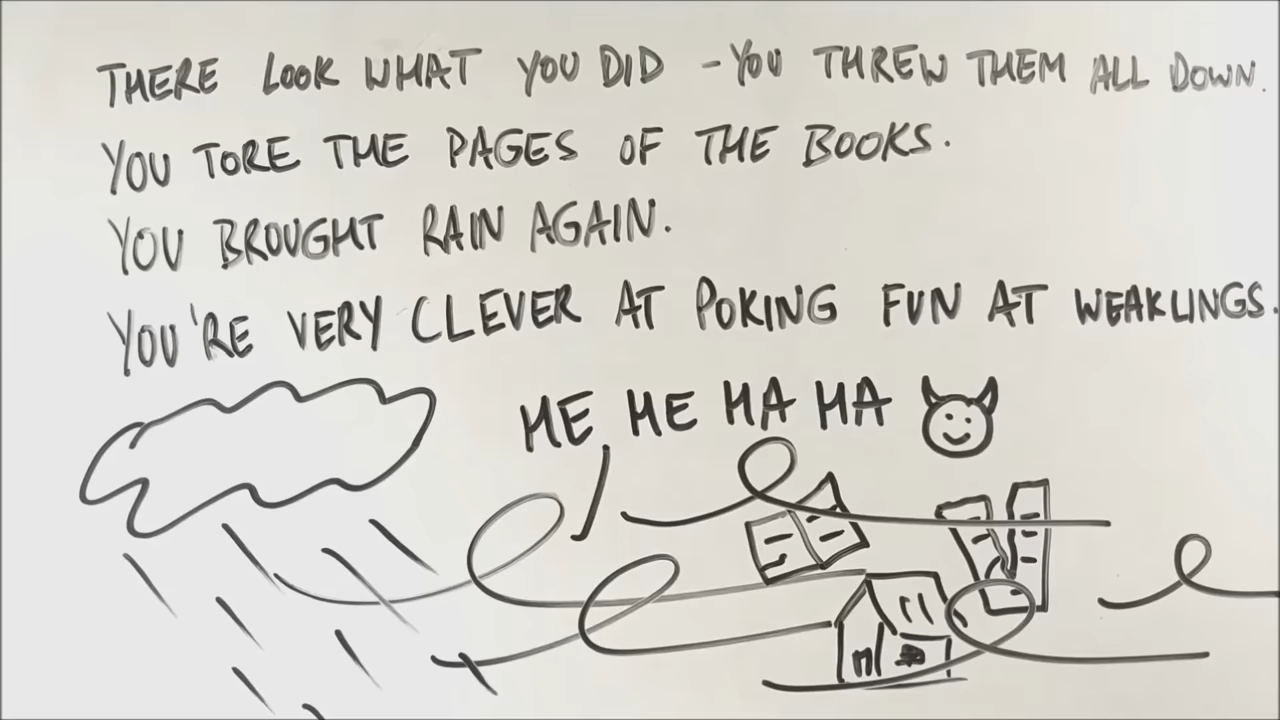 THERE LOOK WHAT YOU DID - YOU THREW THEM ALL DOWN.
YOU TORE THE PAGES OF THE BOOKS.
YOU BROUGHT RAIN AGAIN.
YOU'RE VERY CLEVER AT POKING FUN AT WEAKLINGS.
HE HE HA HA